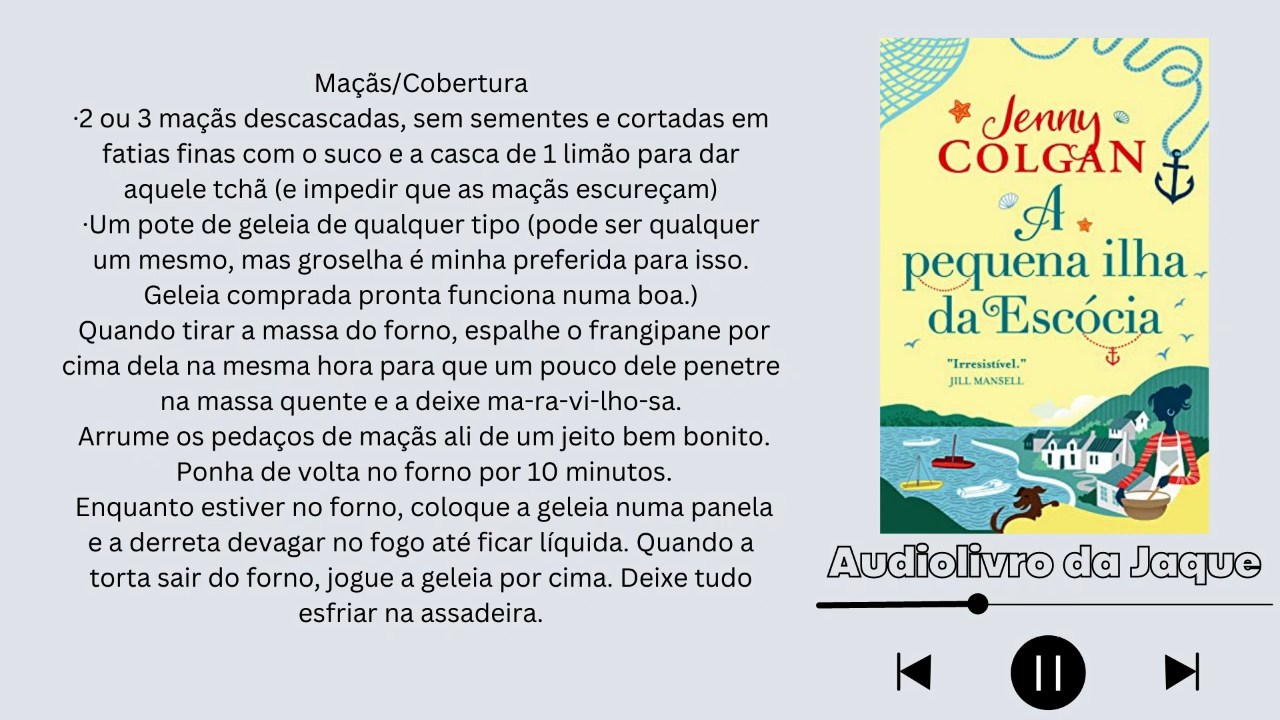 Maçãs/Cobertura
·2 ou 3 maçãs descascadas, sem sementes e cortadas em
fatias finas com o suco e a casca de 1 limão para dar
aquele tchã (e impedir que as maçãs escureçam)
·Um pote de geleia de qualquer tipo (pode ser qualquer
um mesmo, mas groselha é minha preferida para isso.
Geleia comprada pronta funciona numa boa.)
Quando tirar a massa do forno, espalhe o frangipane por
cima dela na mesma hora para que um pouco dele penetre
na massa quente e a deixe ma-ra-vi-lho-sa.
Arrume os pedaços de maçãs ali de um jeito bem bonito.
Ponha de volta no forno por 10 minutos.
Enquanto estiver no forno, coloque a geleia numa panela
e a derreta devagar no fogo até ficar líquida. Quando a
torta sair do forno, jogue a geleia por cima. Deixe tudo
esfriar na assadeira.
Jenny
COLGAN
A
pequena ilha
da Escócia
"Irresistível."
JILL MANSELL
Audiolivro da Jaque